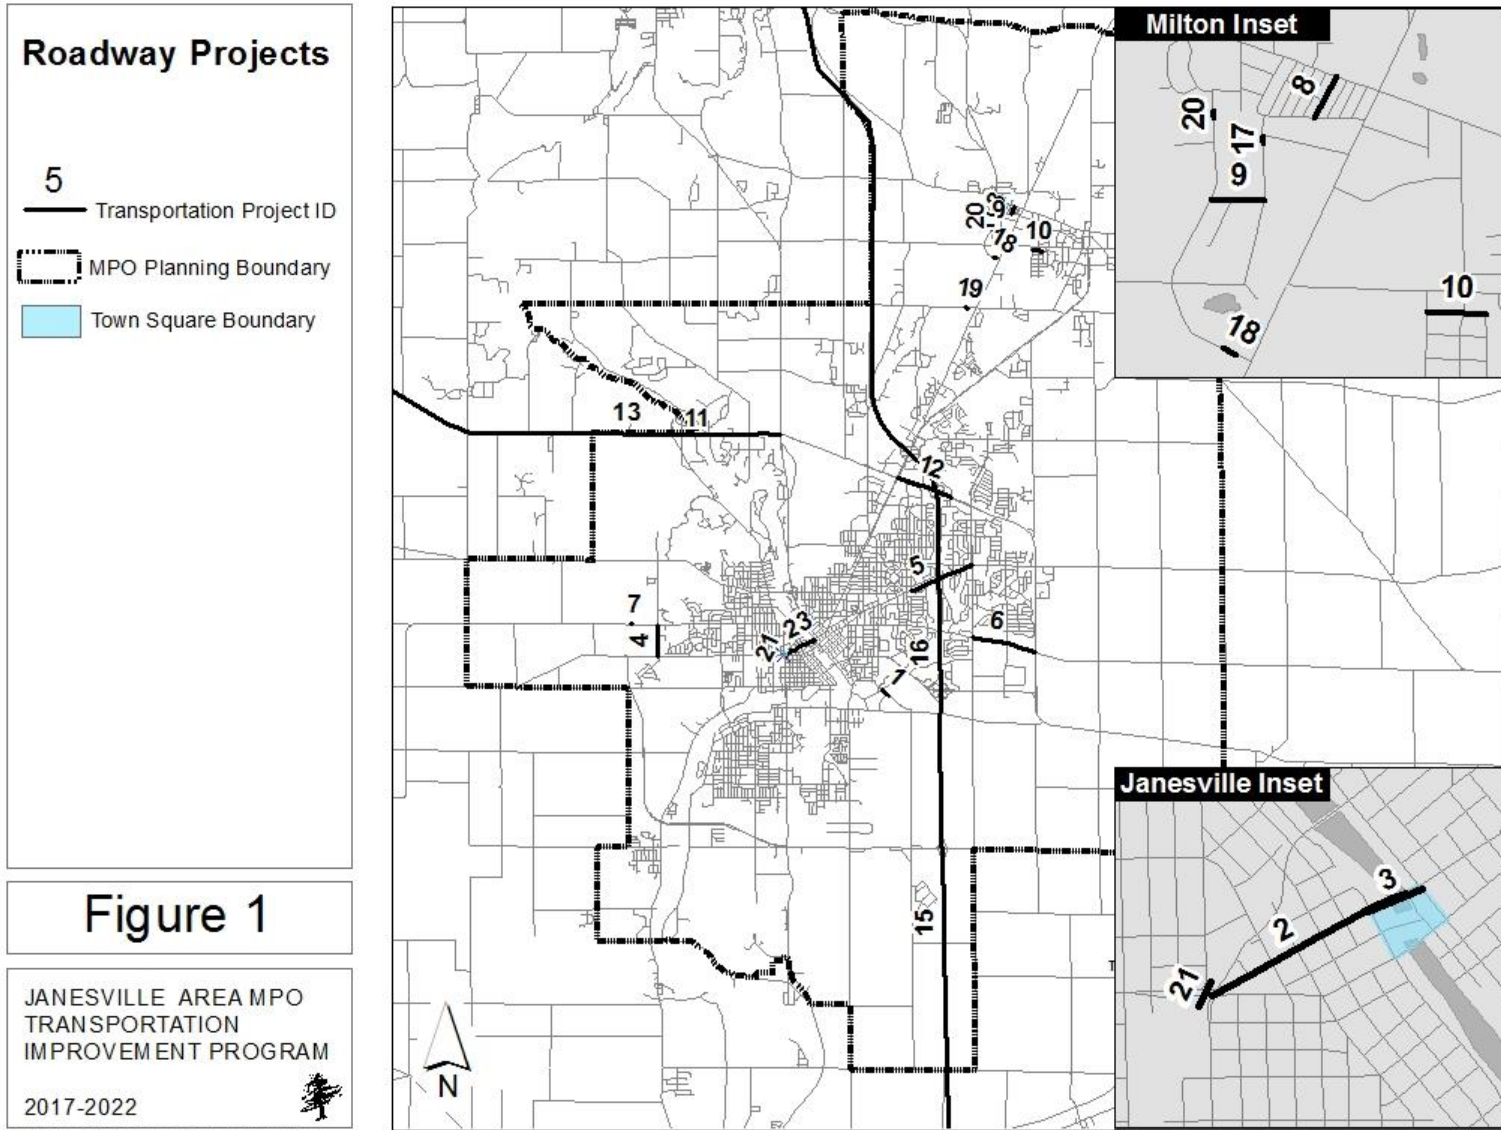 Roadway Projects
5
Transportation Project ID
MPO Planning Boundary
Town Square Boundary
Figure 1
JANESVILLE AREA MPO
TRANSPORTATION
IMPROVEMENT PROGRAM
2017-2022
N
20
9
10
18
19
13
11
12
5
7
4
23
21
6
16
1
15
Milton Inset
8
20
17
9
10
18
Janesville Inset
3
2
21